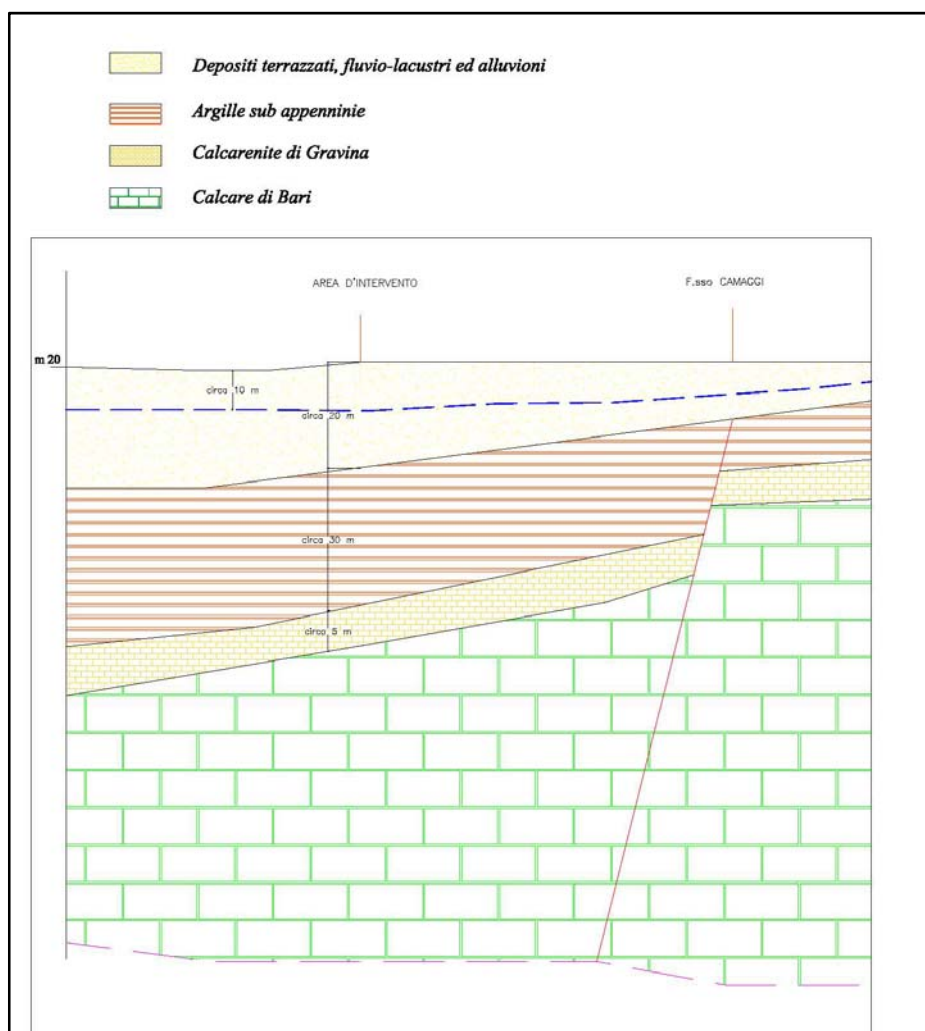 Depositi terrazzati, fluvio-lacustri ed alluvioni
Argille sub appenninie
Calcarenite di Gravina
Calcare di Bari
AREA D'INTERVENTO
F.sso CAMAGGI
m 20
circa 10 m
circa 20 m
circa 30 m
circa 5 m